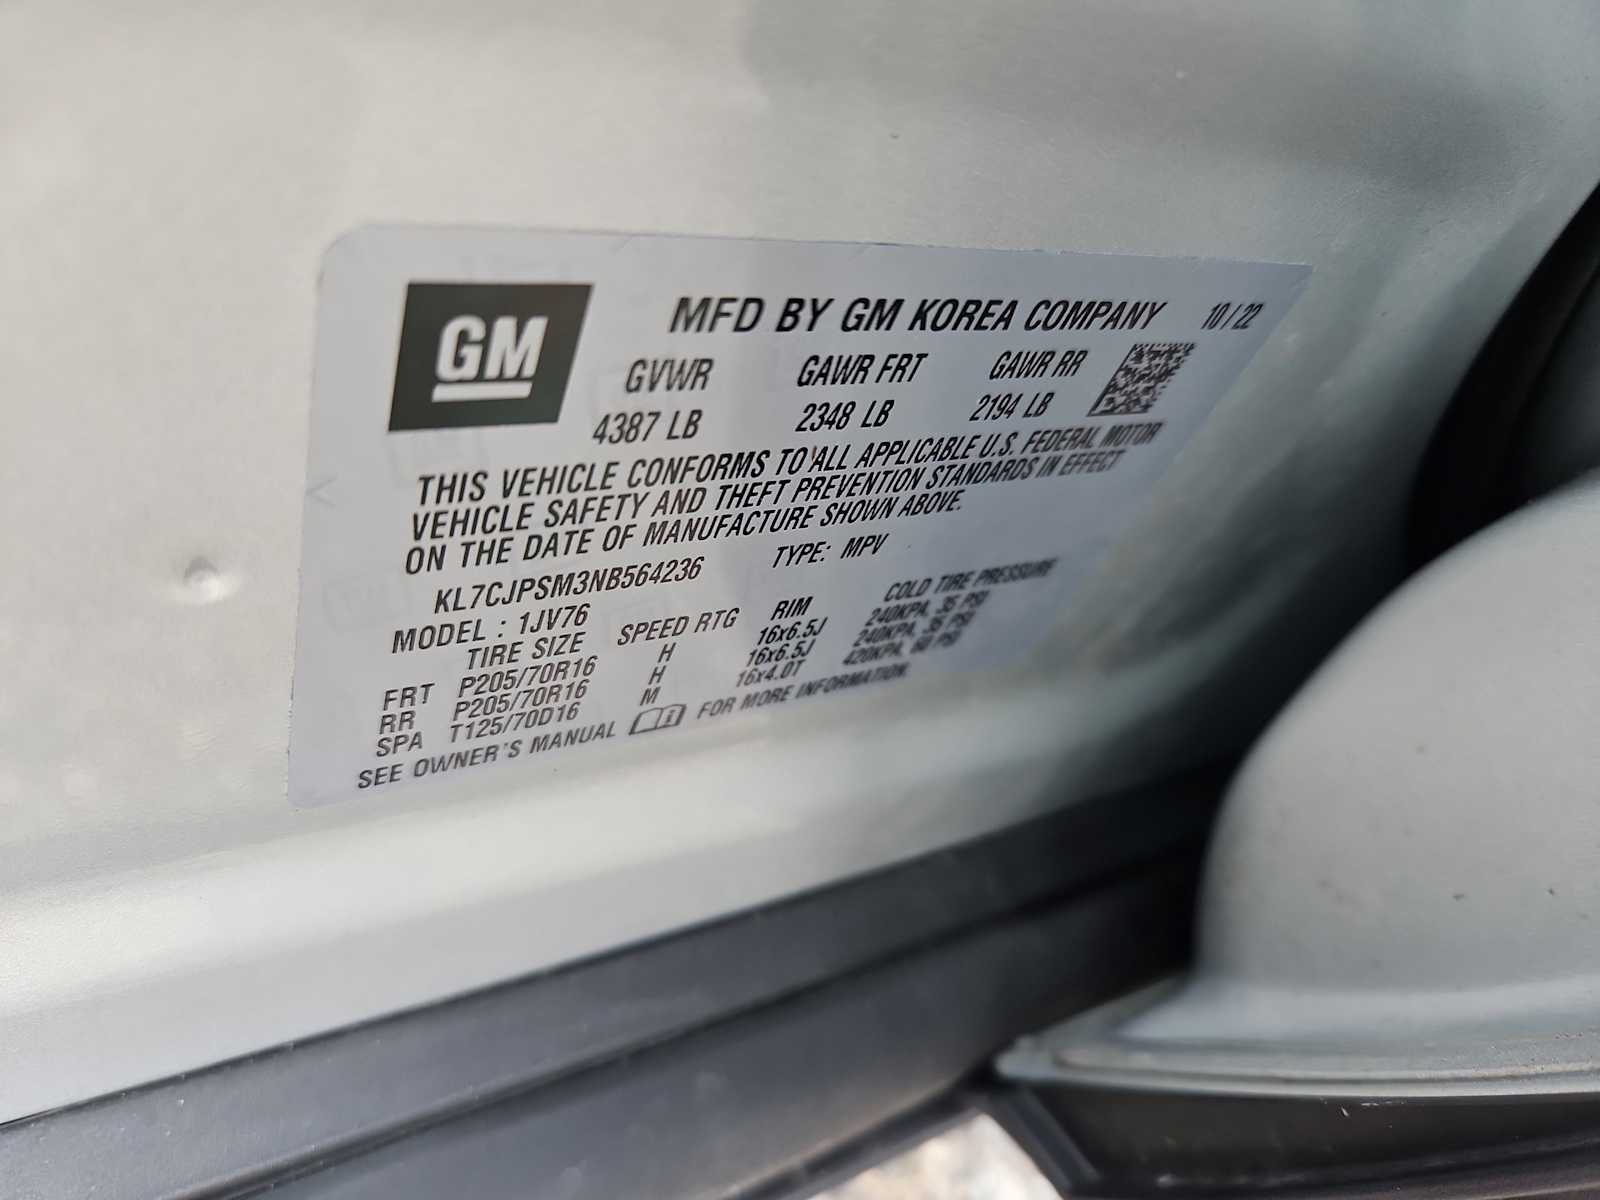 GM
MFD BY GM KOREA COMPANY 10/22
GVWR GAWR FRT GAWR RR
4387 LB 2348 LB 2194 LB
THIS VEHICLE CONFORMS TO ALL APPLICABLE U.S. FEDERAL MOTOR
VEHICLE SAFETY AND THEFT PREVENTION STANDARDS IN EFFECT
ON THE DATE OF MANUFACTURE SHOWN ABOVE.
KL7CJPSM3NB564236 TYPE: MPV
MODEL : 1JV76
TIRE SIZE SPEED RTG RIM COLD TIRE PRESSURE
FRT P205/70R16 H 16x6.5J 240KPA, 35 PSI
RR P205/70R16 H 16x6.5J 240KPA, 35 PSI
SPA T125/70D16 M 16x4.0T 420KPA, 60 PSI
SEE OWNER'S MANUAL FOR MORE INFORMATION.